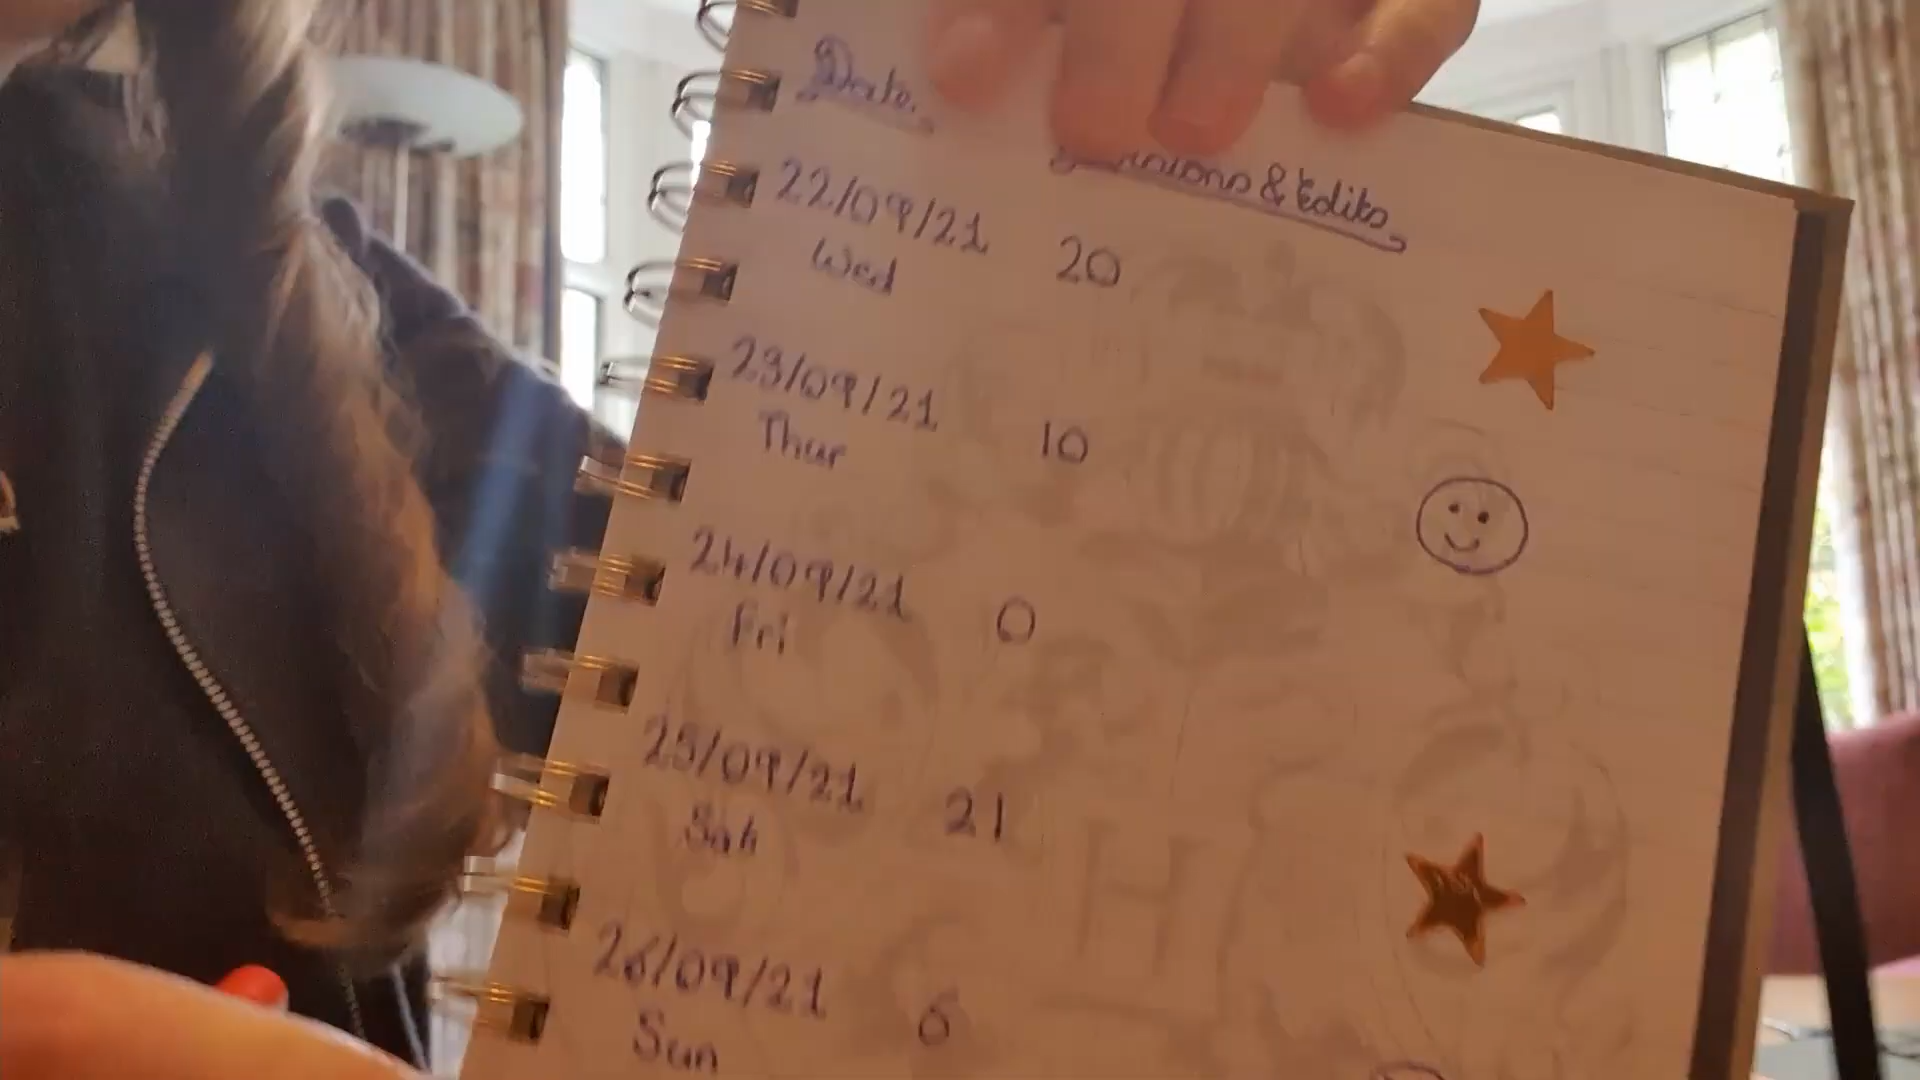 Date.
& Edits
22/09/21 20
Wed
23/09/21 10
Thur
24/09/21 0
Fri
25/09/21 21
Sat
26/09/21 6
Sun